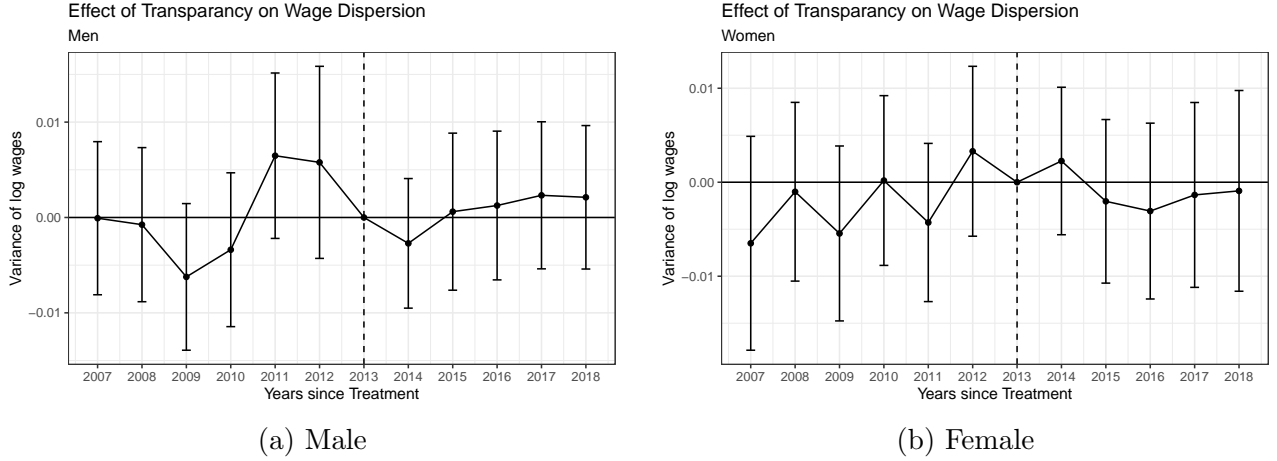 Effect of Transparancy on Wage Dispersion
Men
Variance of log wages
0.01
0.00
−0.01
2007 2008 2009 2010 2011 2012 2013 2014 2015 2016 2017 2018
Years since Treatment
(a) Male
Effect of Transparancy on Wage Dispersion
Women
Variance of log wages
0.01
0.00
−0.01
2007 2008 2009 2010 2011 2012 2013 2014 2015 2016 2017 2018
Years since Treatment
(b) Female